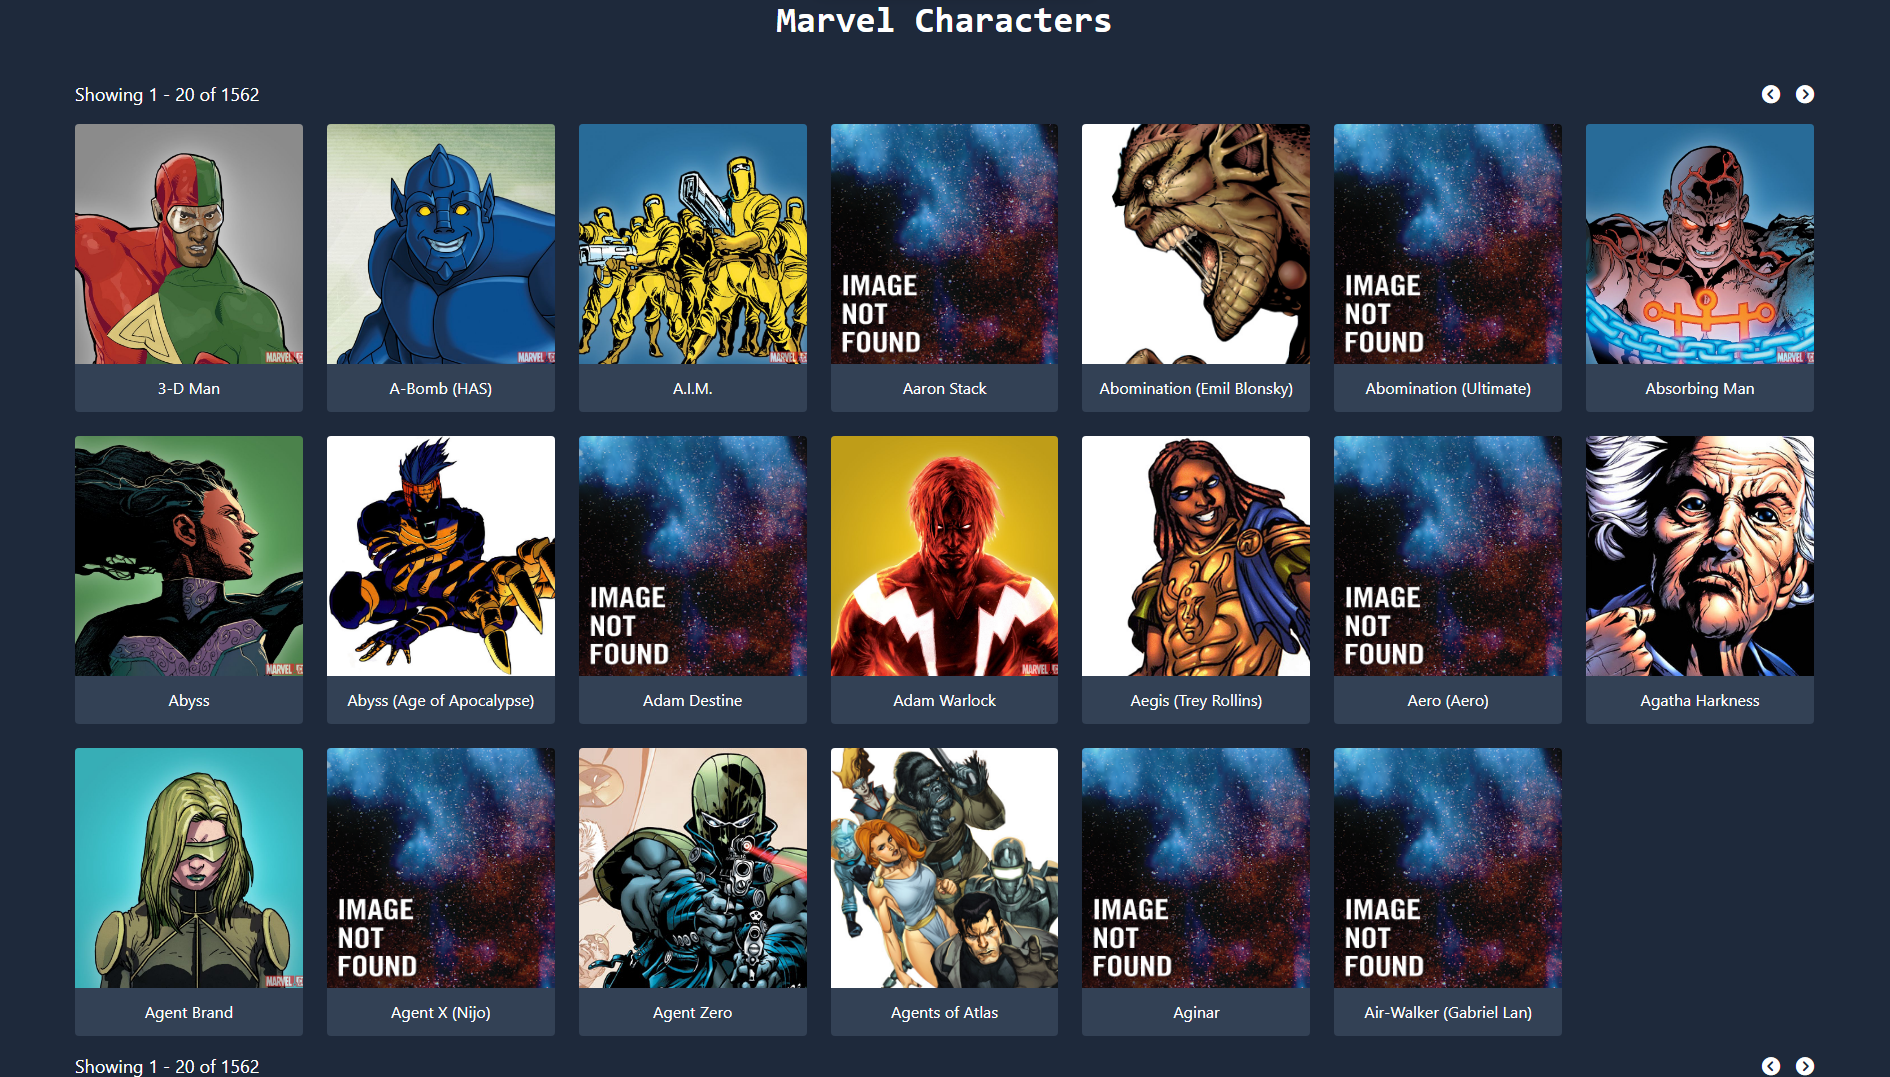 Marvel Characters
Showing 1 - 20 of 1562
MARVEL
MARVEL
IMAGE
NOT
FOUND
IMAGE
NOT
FOUND
MARVEL
3-D Man
A-Bomb (HAS)
A.I.M.
Aaron Stack
Abomination (Emil Blonsky)
Abomination (Ultimate)
Absorbing Man
MARVEL
IMAGE
NOT
FOUND
MARVEL
IMAGE
NOT
FOUND
Abyss
Abyss (Age of Apocalypse)
Adam Destine
Adam Warlock
Aegis (Trey Rollins)
Aero (Aero)
Agatha Harkness
MARVEL
IMAGE
NOT
FOUND
IMAGE
NOT
FOUND
IMAGE
NOT
FOUND
Agent Brand
Agent X (Nijo)
Agent Zero
Agents of Atlas
Aginar
Air-Walker (Gabriel Lan)
Showing 1 - 20 of 1562